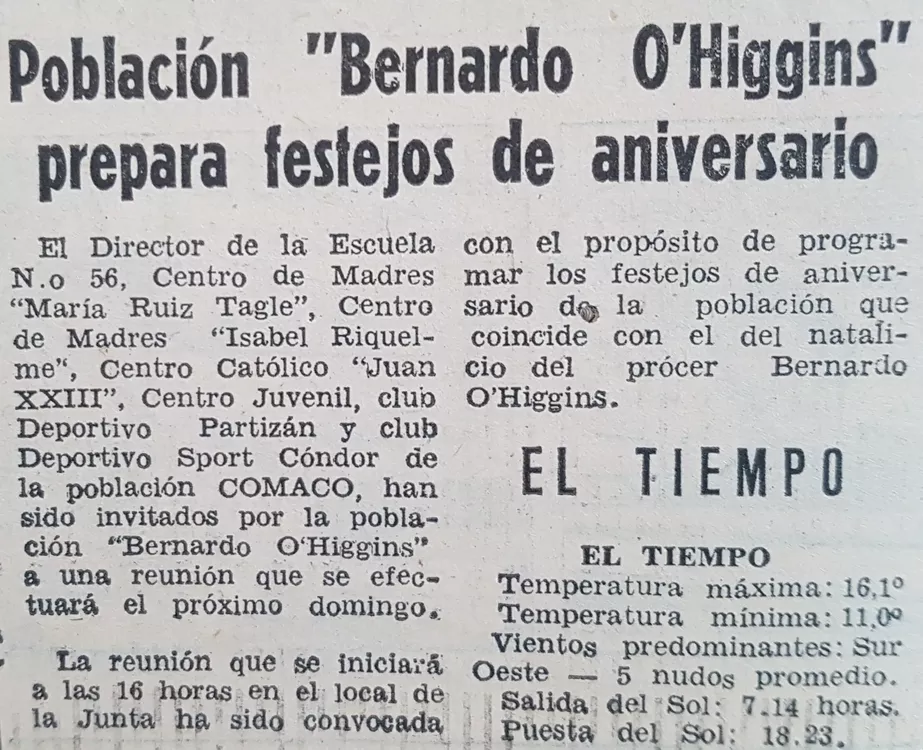 Población "Bernardo O'Higgins"
prepara festejos de aniversario
El Director de la Escuela
N.o 56, Centro de Madres
"María Ruiz Tagle", Centro
de Madres "Isabel Riquel-
me", Centro Católico "Juan
XXIII", Centro Juvenil, club
Deportivo Partizán y club
Deportivo Sport Cóndor de
la población COMACO, han
sido invitados por la pobla-
ción "Bernardo O'Higgins"
a una reunión que se efec-
tuará el próximo domingo.
La reunión que se iniciará
a las 16 horas en el local de
la Junta ha sido convocada
con el propósito de progra-
mar los festejos de aniver-
sario de la población que
coincide con el del natali-
cio del prócer Bernardo
O'Higgins.
EL TIEMPO
EL TIEMPO
Temperatura máxima: 16,1º
Temperatura mínima: 11,0º
Vientos predominantes: Sur
Oeste — 5 nudos promedio.
Salida del Sol: 7.14 horas.
Puesta del Sol: 18.23.